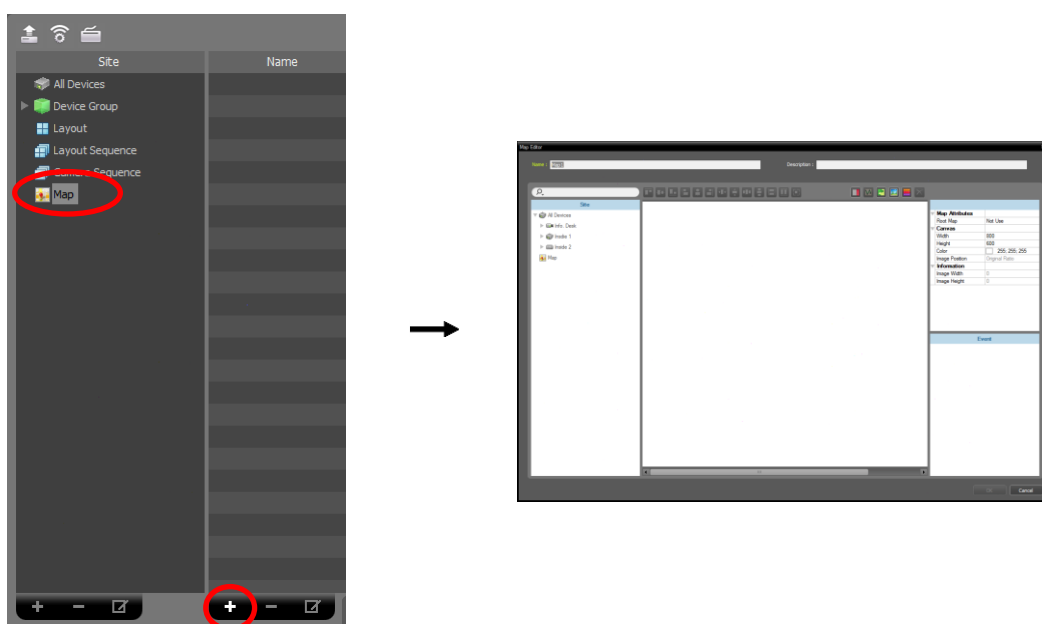 Site
Name
All Devices
Device Group
Layout
Layout Sequence
Camera Sequence
Map
Map Editor
Name :
Description :
Site
All Devices
Info. Desk
Inside 1
Inside 2
Map
Map Attributes
Root Map Not Use
Canvas
Width 800
Height 600
Color 255; 255; 255
Image Position Original Ratio
Information
Image Width 0
Image Height 0
Event
Cancel